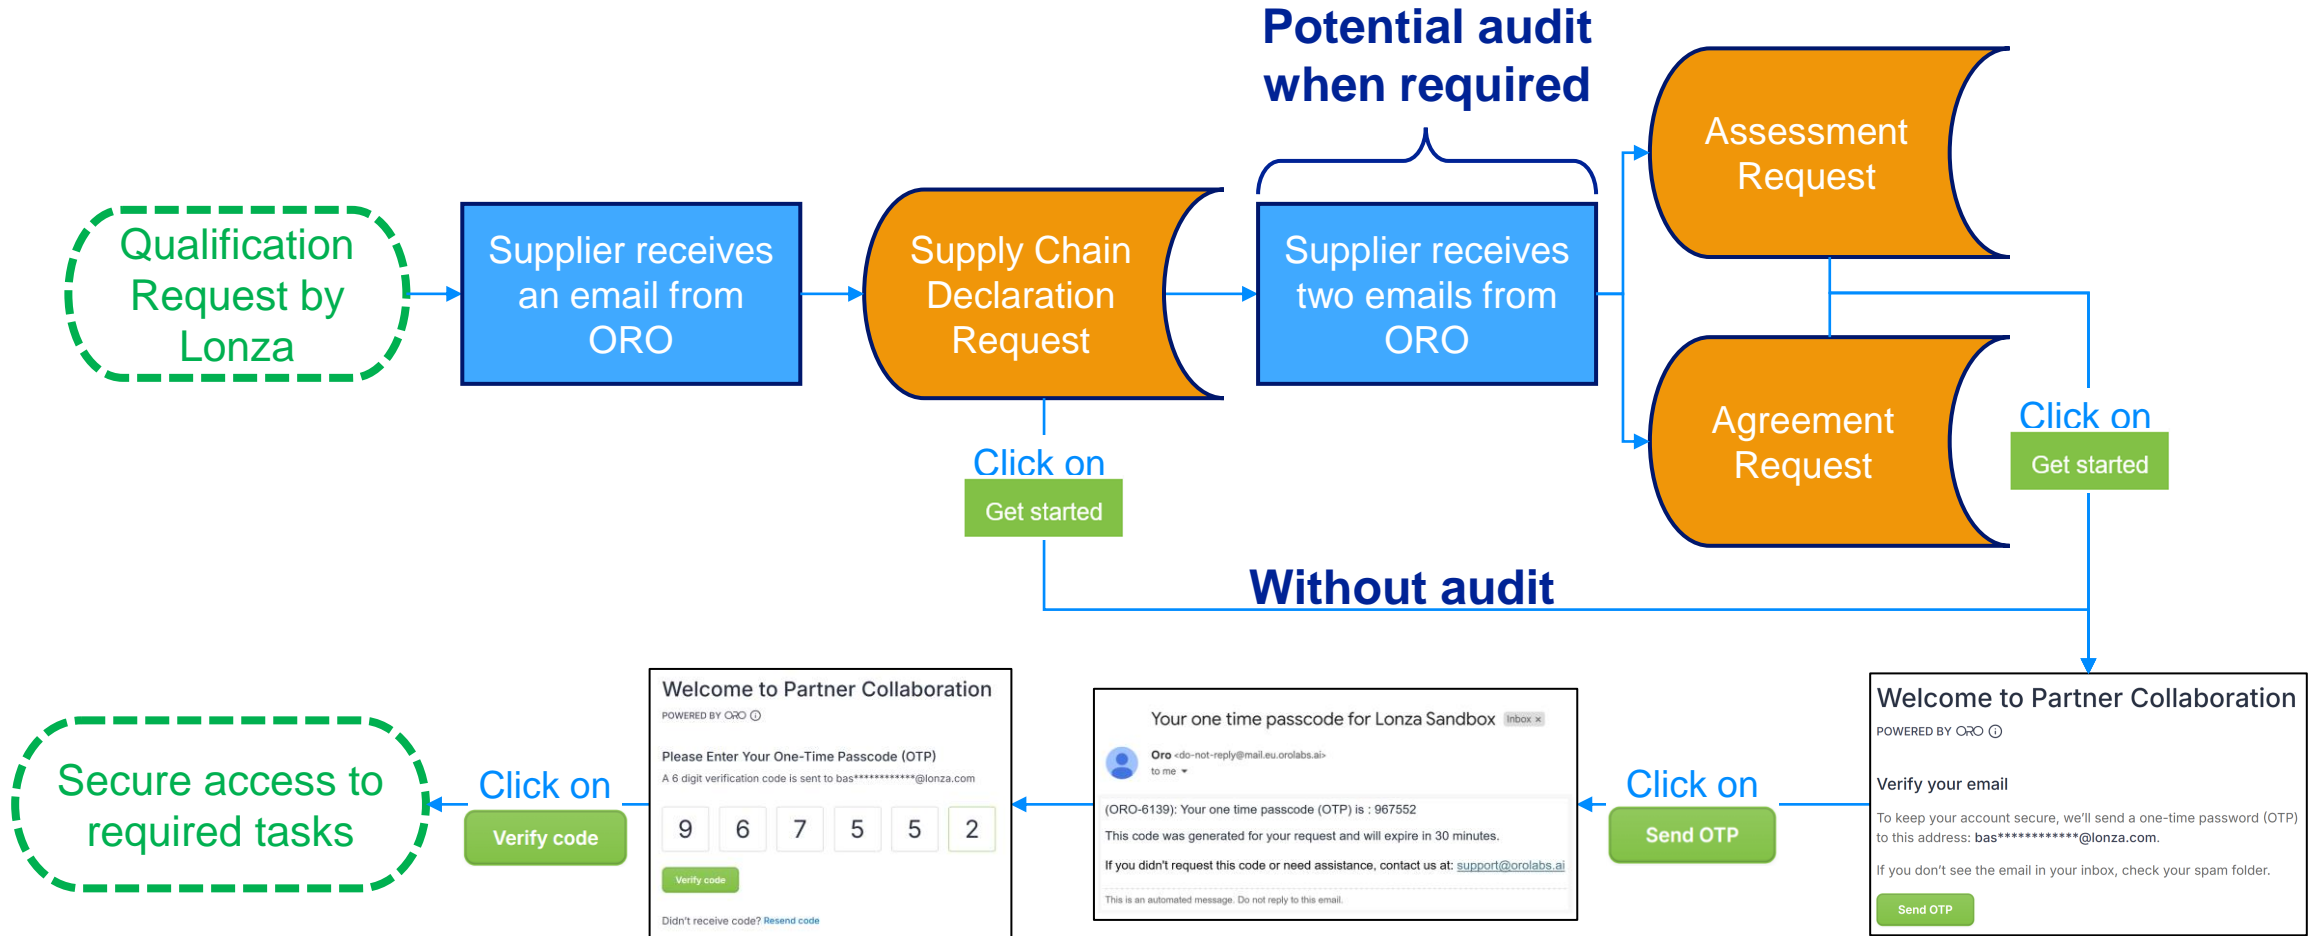 Potential audit
when required
Qualification
Request by
Lonza
Supplier receives
an email from
ORO
Supply Chain
Declaration
Request
Supplier receives
two emails from
ORO
Assessment
Request
Agreement
Request
Click on
Get started
Click on
Get started
Without audit
Welcome to Partner Collaboration
POWERED BY ORO
Verify your email
To keep your account secure, we'll send a one-time password (OTP)
to this address: bas************@lonza.com.
If you don't see the email in your inbox, check your spam folder.
Send OTP
Click on
Send OTP
Your one time passcode for Lonza Sandbox Inbox ×
Oro <do-not-reply@mail.eu.orolabs.ai>
to me
(ORO-6139): Your one time passcode (OTP) is : 967552
This code was generated for your request and will expire in 30 minutes.
If you didn't request this code or need assistance, contact us at: support@orolabs.ai
This is an automated message. Do not reply to this email.
Welcome to Partner Collaboration
POWERED BY ORO
Please Enter Your One-Time Passcode (OTP)
A 6 digit verification code is sent to bas************@lonza.com
9 6 7 5 5 2
Verify code
Didn't receive code? Resend code
Click on
Verify code
Secure access to
required tasks